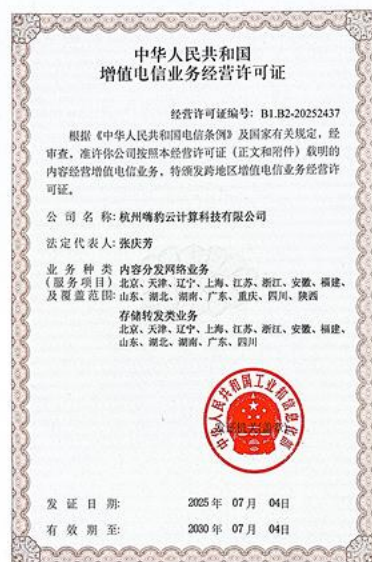 中华人民共和国
增值电信业务经营许可证
经营许可证编号: B1.B2-20252437
根据《中华人民共和国电信条例》及国家有关规定, 经
审查, 准许你公司按照本经营许可证 (正文和附件) 载明的
内容经营增值电信业务, 特颁发跨地区增值电信业务经营许
可证。
公 司 名 称: 杭州嗨豹云计算科技有限公司
法定代表人: 张庆芳
业 务 种 类 内容分发网络业务
(服务项目) 北京、天津、辽宁、上海、江苏、浙江、安徽、福建、
及覆盖范围: 山东、湖北、湖南、广东、重庆、四川、陕西
存储转发类业务
北京、天津、辽宁、上海、江苏、浙江、安徽、福建、
山东、湖北、湖南、广东、四川
中华人民共和国工业和信息化部
发 证 日 期: 2025 年 07 月 04日
有 效 期 至: 2030 年 07 月 04日